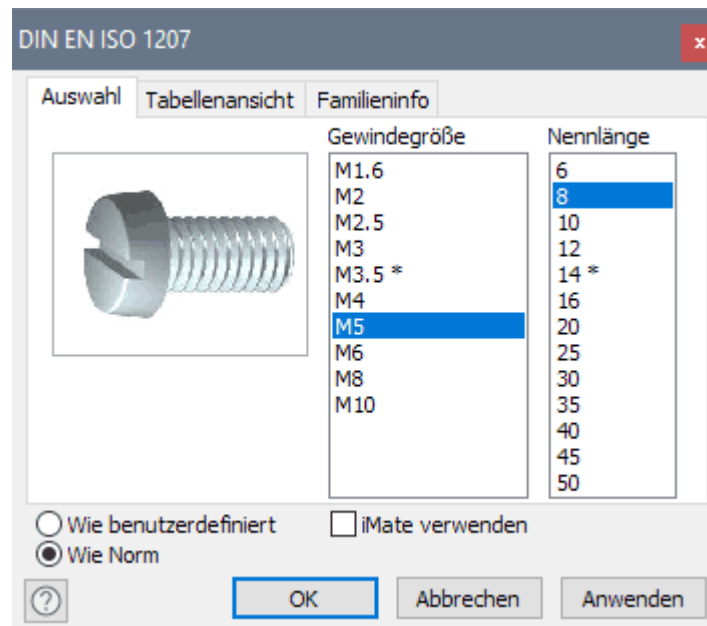 DIN EN ISO 1207
x
Auswahl Tabellenansicht Familieninfo
Gewindegröße Nennlänge
M1.6
M2
M2.5
M3
M3.5 *
M4
M5
M6
M8
M10
6
8
10
12
14 *
16
20
25
30
35
40
45
50
Wie benutzerdefiniert iMate verwenden
Wie Norm
? OK Abbrechen Anwenden